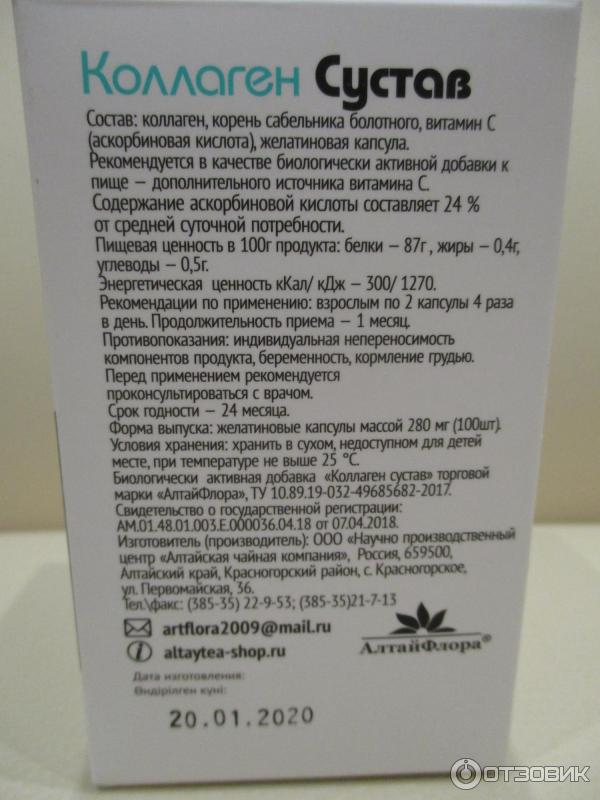 Коллаген Сустав
Состав: коллаген, корень сабельника болотного, витамин С
(аскорбиновая кислота), желатиновая капсула.
Рекомендуется в качестве биологически активной добавки к
пище — дополнительного источника витамина С.
Содержание аскорбиновой кислоты составляет 24 %
от средней суточной потребности.
Пищевая ценность в 100г продукта: белки — 87г , жиры — 0,4г,
углеводы — 0,5г.
Энергетическая ценность кКал/ кДж — 300/ 1270.
Рекомендации по применению: взрослым по 2 капсулы 4 раза
в день. Продолжительность приема — 1 месяц.
Противопоказания: индивидуальная непереносимость
компонентов продукта, беременность, кормление грудью.
Перед применением рекомендуется
проконсультироваться с врачом.
Срок годности — 24 месяца.
Форма выпуска: желатиновые капсулы массой 280 мг (100шт).
Условия хранения: хранить в сухом, недоступном для детей
месте, при температуре не выше 25 °С.
Биологически активная добавка «Коллаген сустав» торговой
марки «АлтайФлора», ТУ 10.89.19-032-49685682-2017.
Свидетельство о государственной регистрации:
АМ.01.48.01.003.Е.000036.04.18 от 07.04.2018.
Изготовитель (производитель): ООО «Научно производственный
центр «Алтайская чайная компания», Россия, 659500,
Алтайский край, Красногорский район, с. Красногорское,
ул. Первомайская, 36.
Тел.\факс: (385-35) 22-9-53; (385-35)21-7-13
artflora2009@mail.ru
altaytea-shop.ru
АлтайФлора®
Дата изготовления:
Өндірілген күні:
20.01.2020
ОТЗОВИК